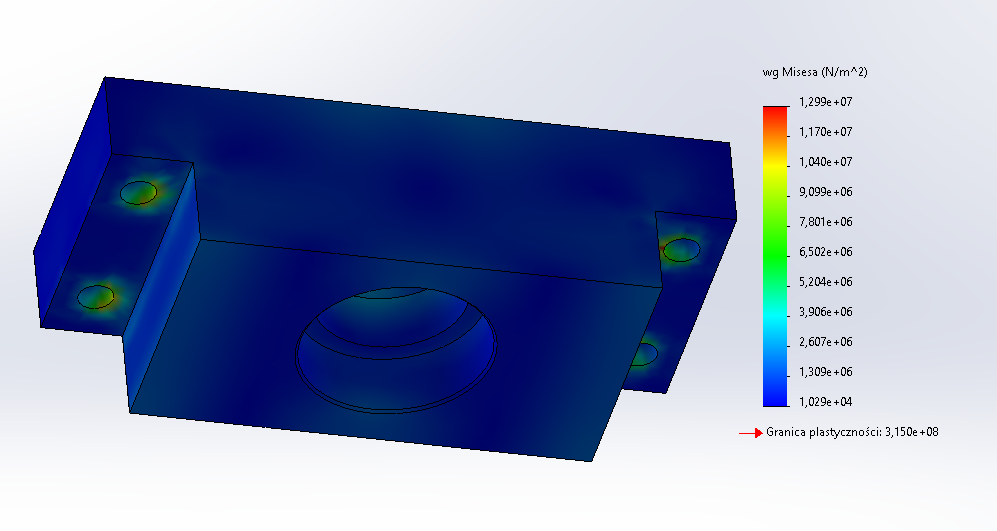 wg Misesa (N/m^2)
1,299e+07
1,170e+07
1,040e+07
9,099e+06
7,801e+06
6,502e+06
5,204e+06
3,906e+06
2,607e+06
1,309e+06
1,029e+04
Granica plastyczności: 3,150e+08